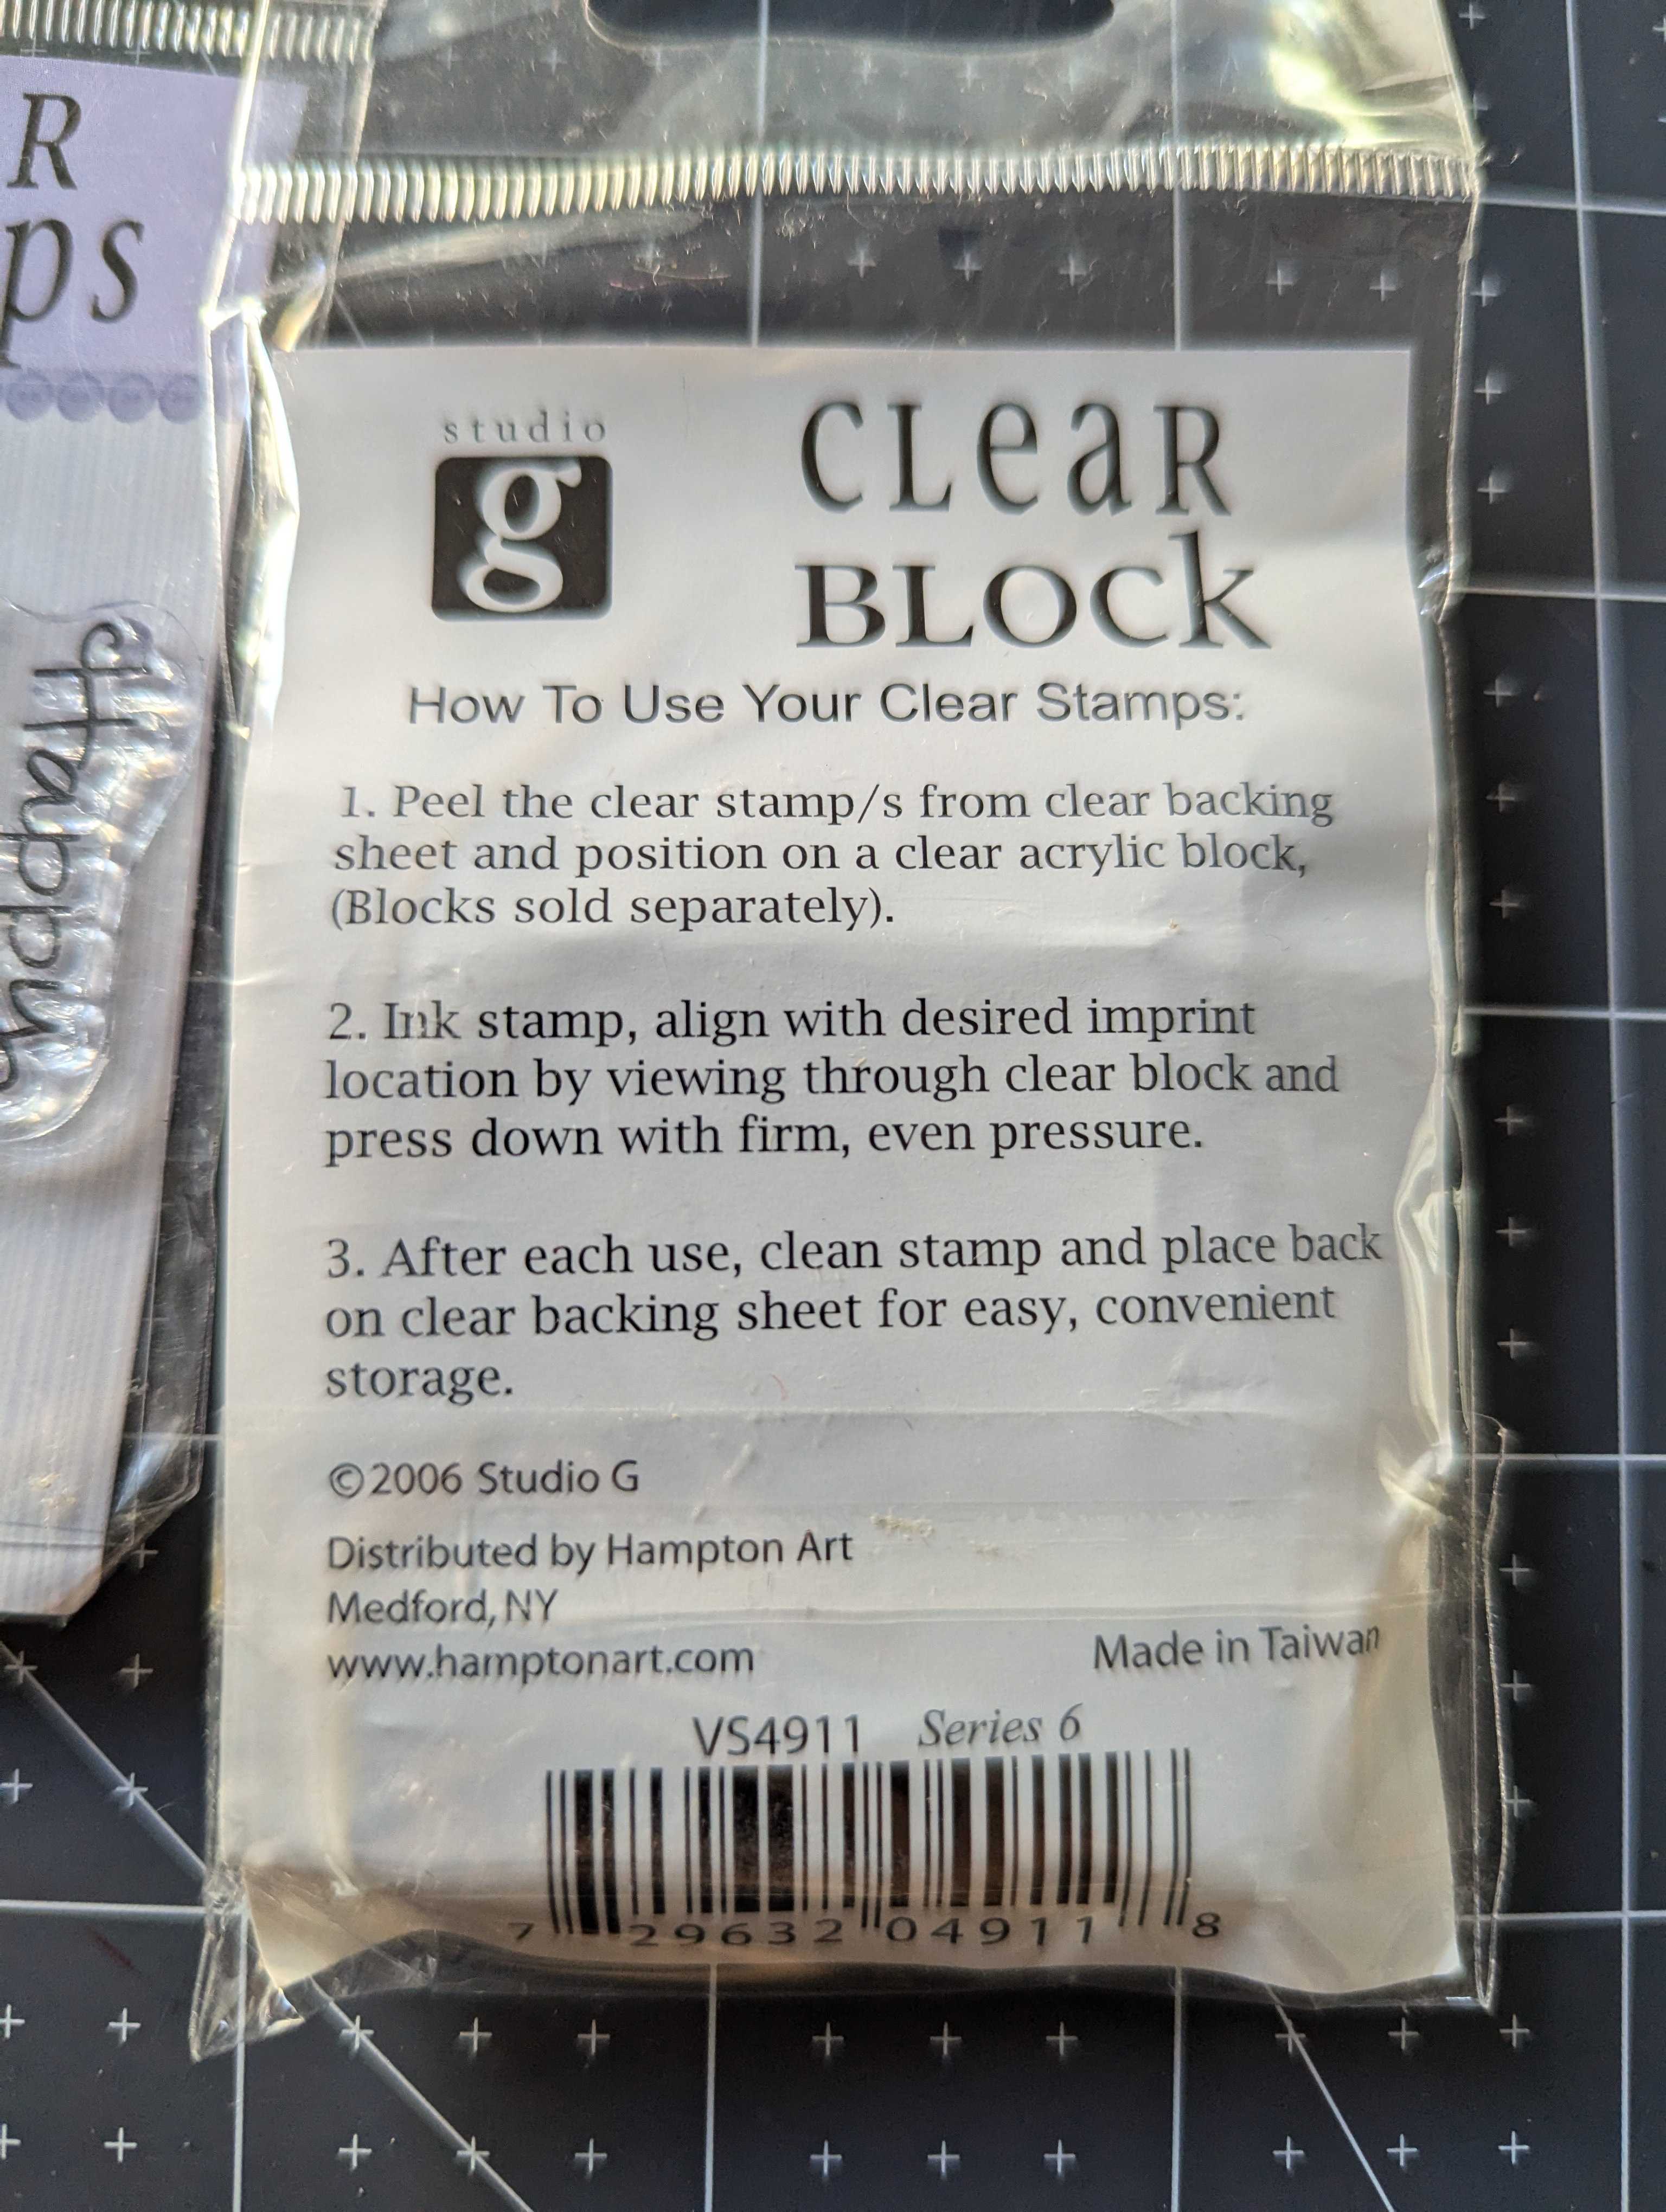 R
ps
Happy
studio
g
CLeaR
BLOCk
How To Use Your Clear Stamps:
1. Peel the clear stamp/s from clear backing
sheet and position on a clear acrylic block,
(Blocks sold separately).
2. Ink stamp, align with desired imprint
location by viewing through clear block and
press down with firm, even pressure.
3. After each use, clean stamp and place back
on clear backing sheet for easy, convenient
storage.
©2006 Studio G
Distributed by Hampton Art
Medford, NY
www.hamptonart.com
Made in Taiwan
VS4911 Series 6
7 29632 04911 8